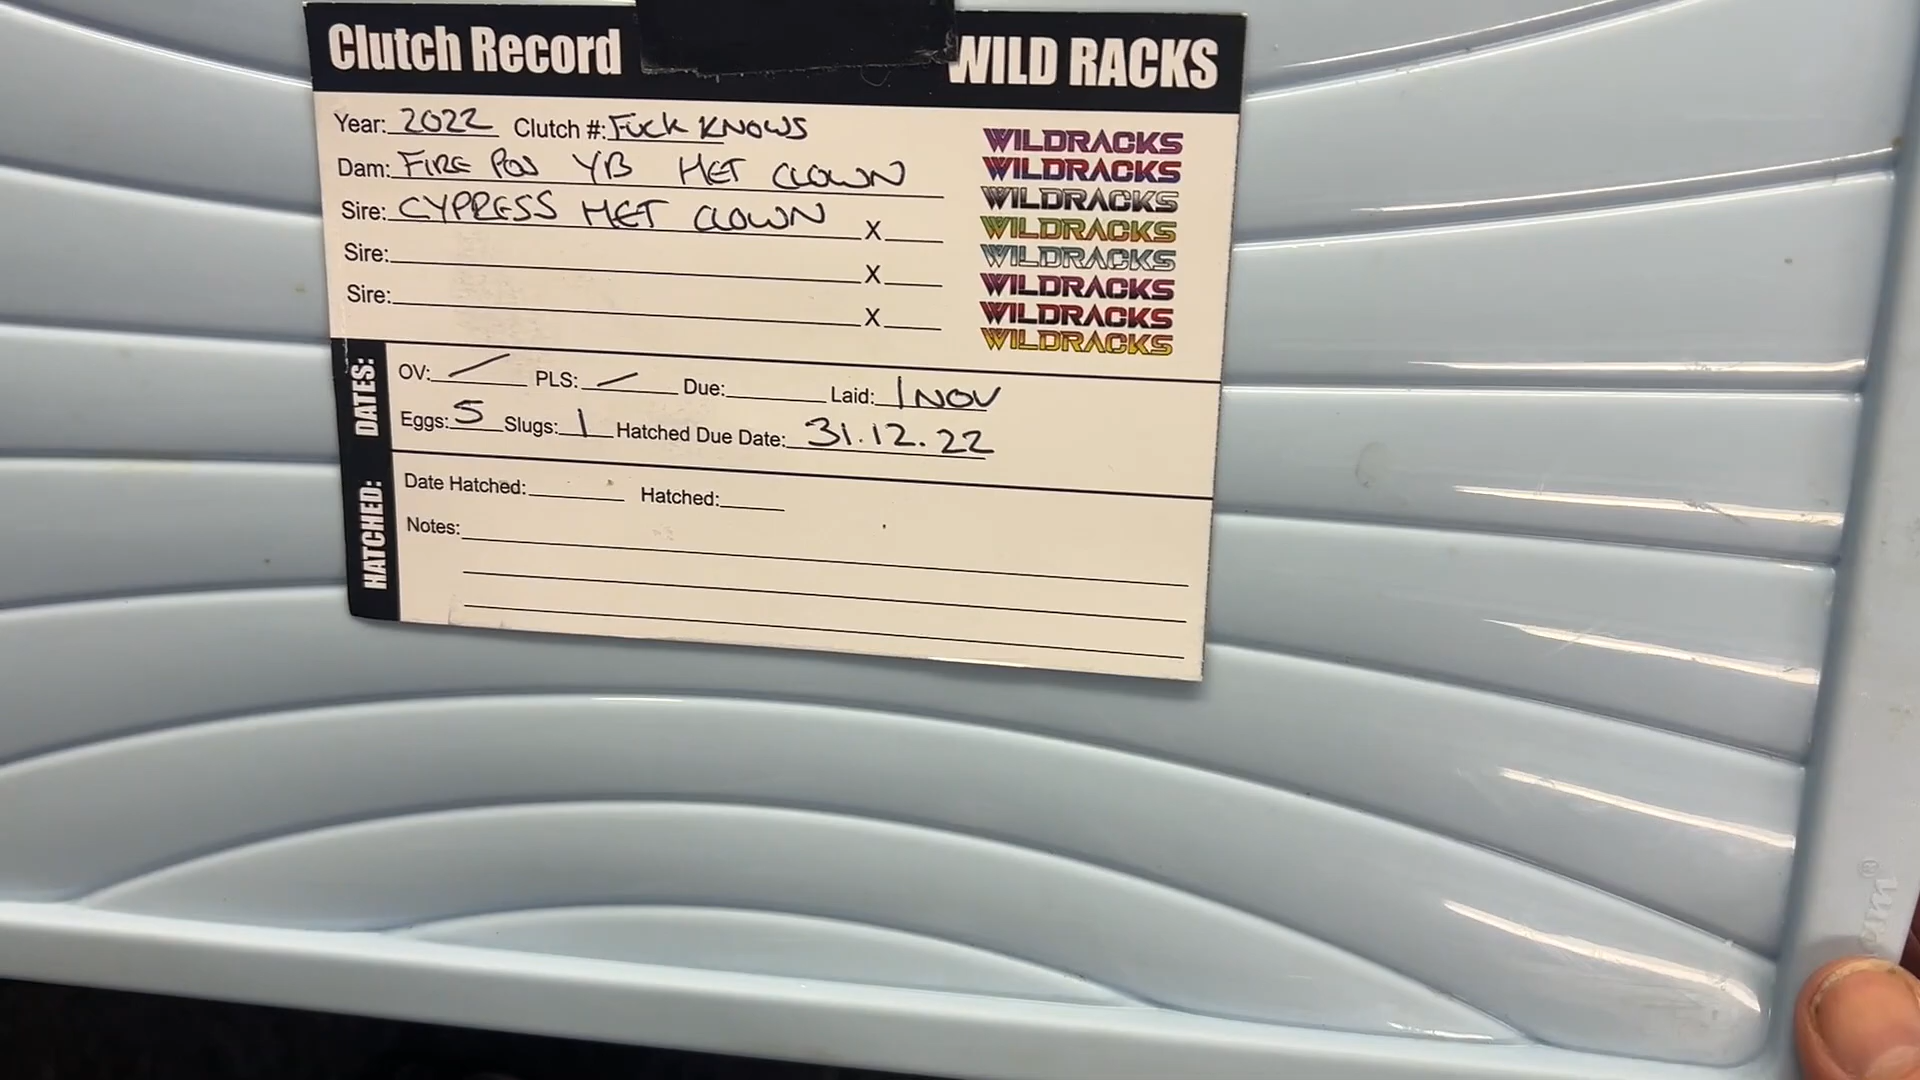 Clutch Record WILD RACKS
Year: 2022 Clutch #: FUCK KNOWS
Dam: FIRE POS YB HET CLOWN
Sire: CYPRESS HET CLOWN X
Sire: X
Sire: X
WILDRACKS
WILDRACKS
WILDRACKS
WILDRACKS
WILDRACKS
WILDRACKS
WILDRACKS
WILDRACKS
DATES:
OV: / PLS: / Due: Laid: 1 NOV
Eggs: 5 Slugs: 1 Hatched Due Date: 31.12.22
HATCHED:
Date Hatched: Hatched:
Notes: